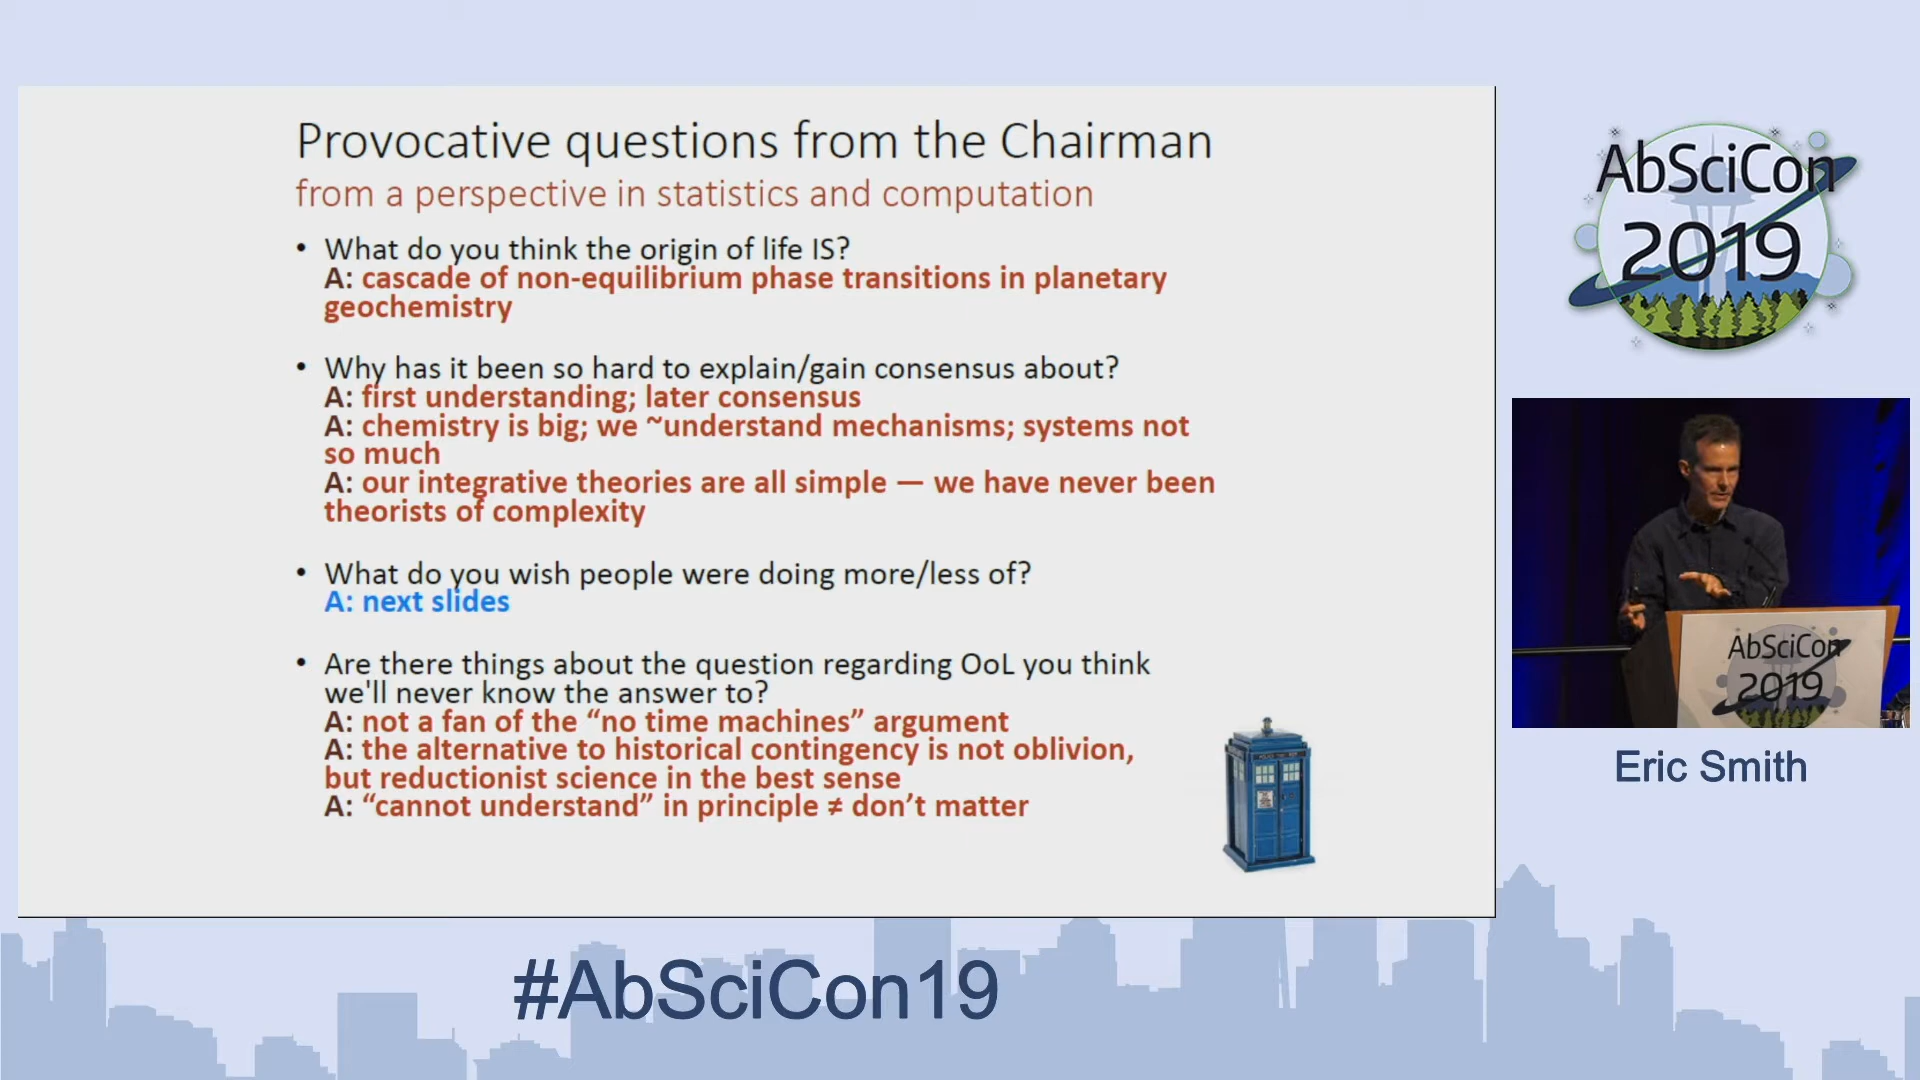 Provocative questions from the Chairman
from a perspective in statistics and computation
• What do you think the origin of life IS?
A: cascade of non-equilibrium phase transitions in planetary
geochemistry
• Why has it been so hard to explain/gain consensus about?
A: first understanding; later consensus
A: chemistry is big; we ~understand mechanisms; systems not
so much
A: our integrative theories are all simple — we have never been
theorists of complexity
• What do you wish people were doing more/less of?
A: next slides
• Are there things about the question regarding OoL you think
we'll never know the answer to?
A: not a fan of the “no time machines” argument
A: the alternative to historical contingency is not oblivion,
but reductionist science in the best sense
A: “cannot understand” in principle ≠ don’t matter
AbSciCon
2019
AbSciCon
2019
Eric Smith
#AbSciCon19